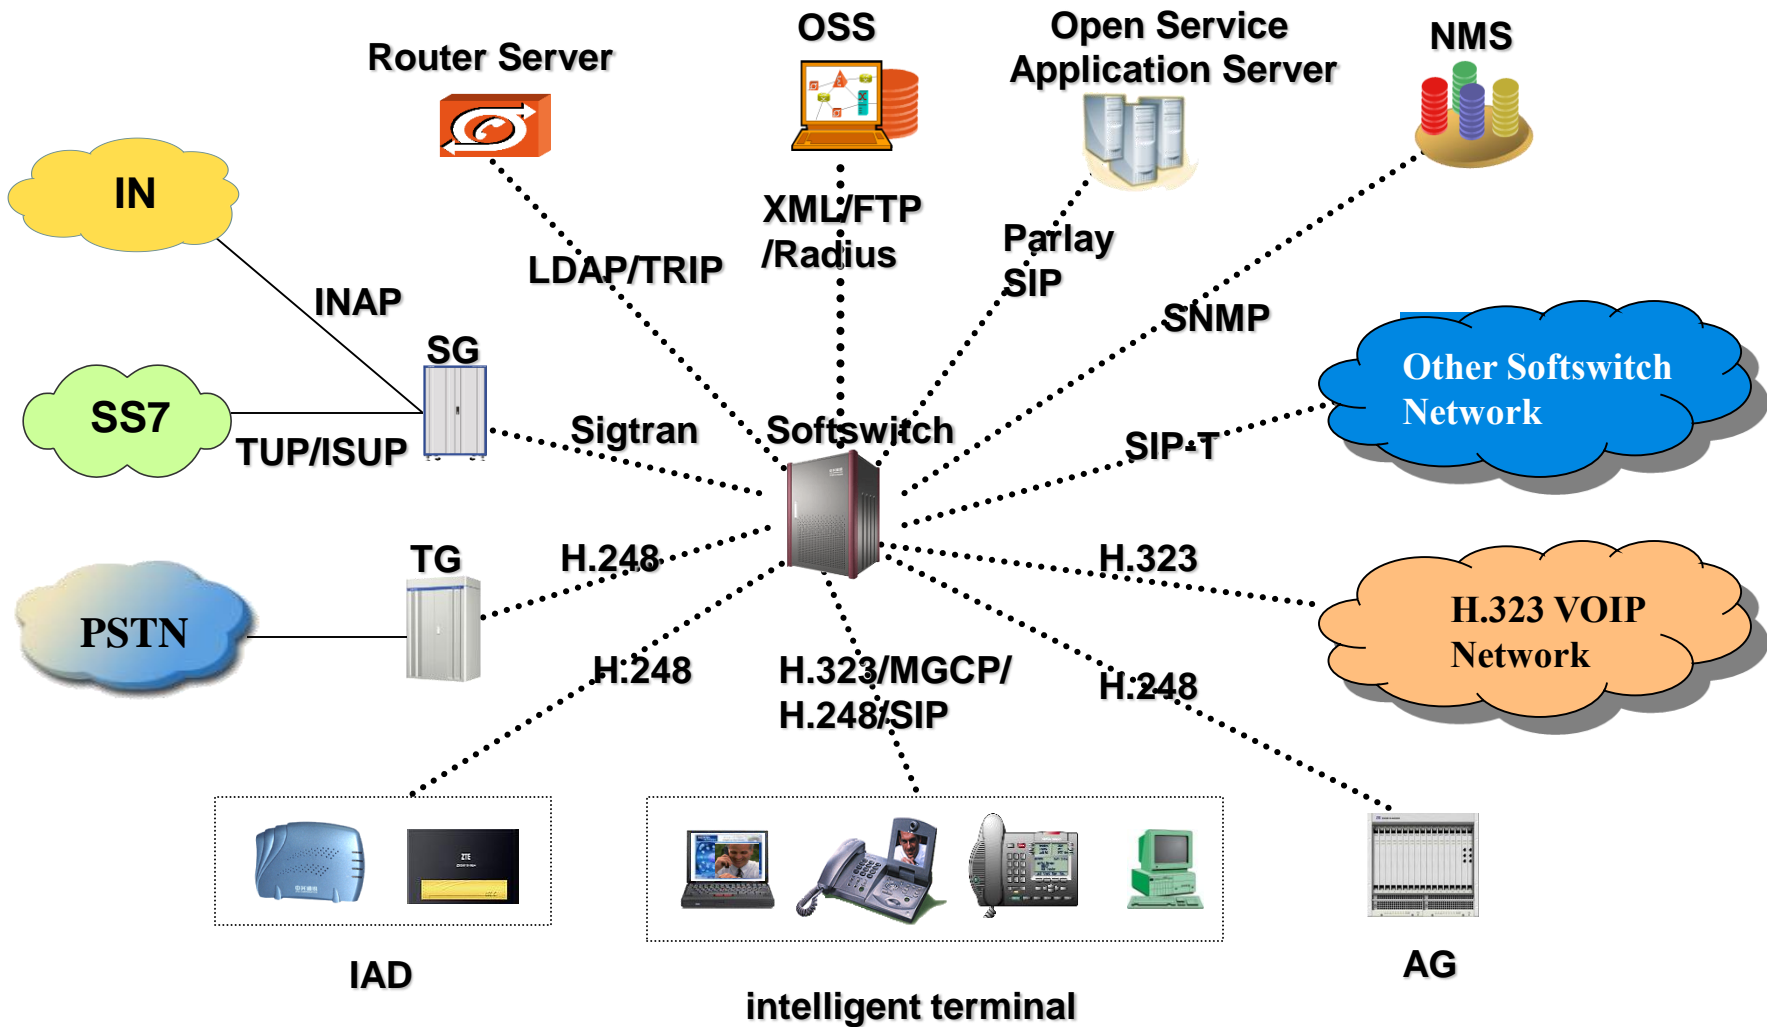 OSS
Open Service
Application Server
NMS
Router Server
IN
XML/FTP
/Radius
Parlay
SIP
LDAP/TRIP
INAP
SNMP
SG
Other Softswitch
Network
SS7
TUP/ISUP
Sigtran
Softswitch
SIP-T
TG
H.248
H.323
PSTN
H.323 VOIP
Network
H.248
H.323/MGCP/
H.248/SIP
H.248
ZTE
IAD
intelligent terminal
AG